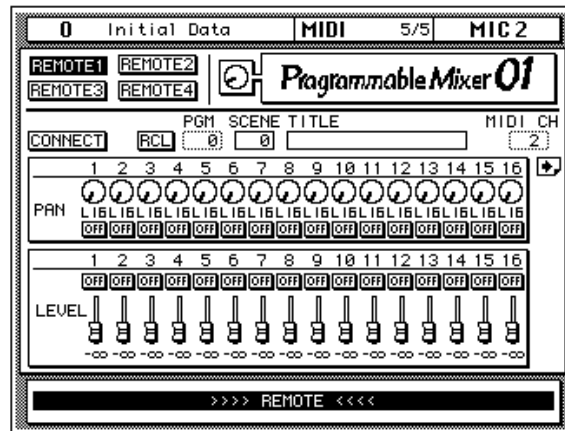 0 Initial Data MIDI 5/5 MIC 2
REMOTE1 REMOTE2
REMOTE3 REMOTE4
Programmable Mixer 01
PGM SCENE TITLE MIDI CH
CONNECT RCL 0 0 2
1 2 3 4 5 6 7 8 9 10 11 12 13 14 15 16
PAN
L16 L16 L16 L16 L16 L16 L16 L16 L16 L16 L16 L16 L16 L16 L16 L16
OFF OFF OFF OFF OFF OFF OFF OFF OFF OFF OFF OFF OFF OFF OFF OFF
1 2 3 4 5 6 7 8 9 10 11 12 13 14 15 16
OFF OFF OFF OFF OFF OFF OFF OFF OFF OFF OFF OFF OFF OFF OFF OFF
LEVEL
-∞ -∞ -∞ -∞ -∞ -∞ -∞ -∞ -∞ -∞ -∞ -∞ -∞ -∞ -∞ -∞
>>>> REMOTE <<<<